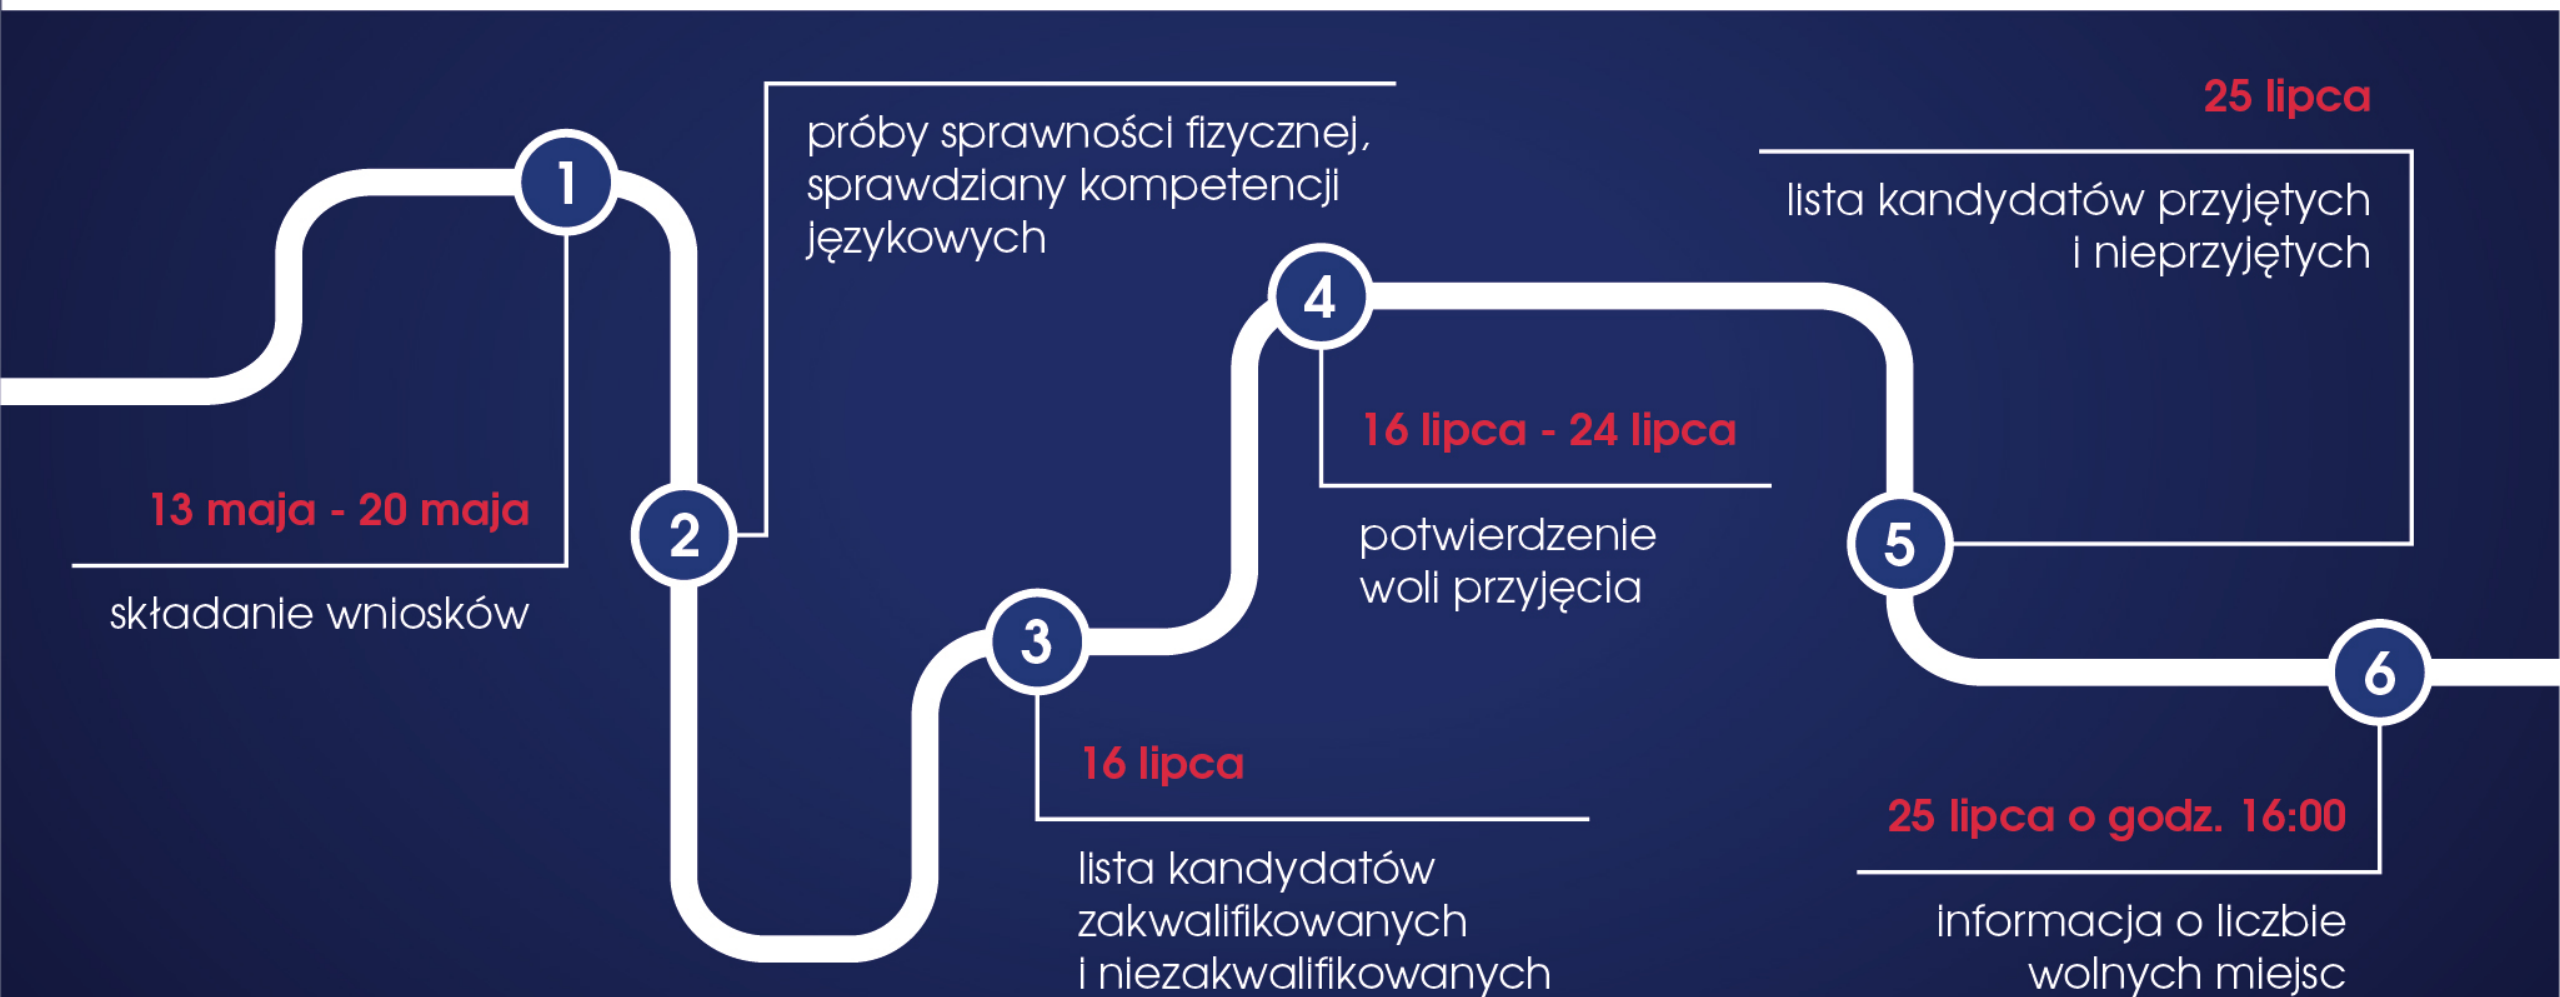 1
13 maja - 20 maja
składanie wniosków
2
próby sprawności fizycznej,
sprawdziany kompetencji
językowych
3
16 lipca
lista kandydatów
zakwalifikowanych
i niezakwalifikowanych
4
16 lipca - 24 lipca
potwierdzenie
woli przyjęcia
5
25 lipca
lista kandydatów przyjętych
i nieprzyjętych
6
25 lipca o godz. 16:00
informacja o liczbie
wolnych miejsc